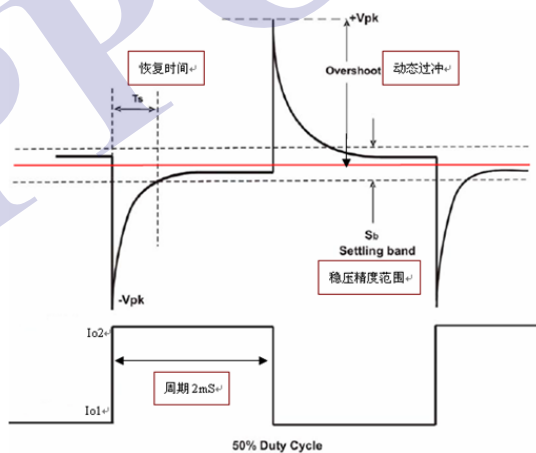 +Vpk
恢复时间
Overshoot
动态过冲
Ts
Sb
Settling band
稳压精度范围
-Vpk
Io2
周期 2mS
Io1
50% Duty Cycle